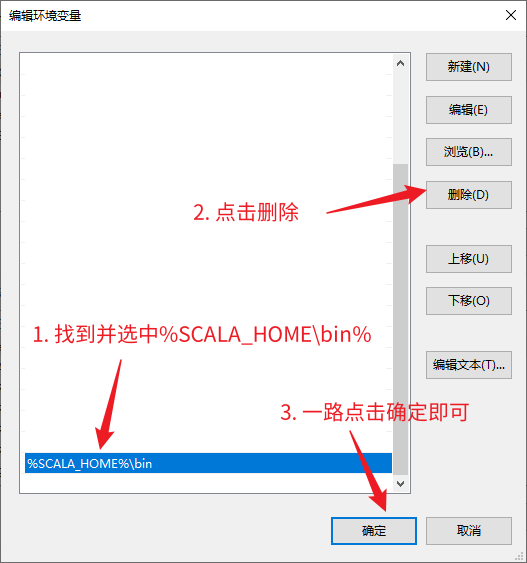 编辑环境变量
新建(N)
编辑(E)
浏览(B)...
删除(D)
2. 点击删除
上移(U)
下移(O)
1. 找到并选中%SCALA_HOME\bin%
编辑文本(T)...
3. 一路点击确定即可
%SCALA_HOME%\bin
确定
取消